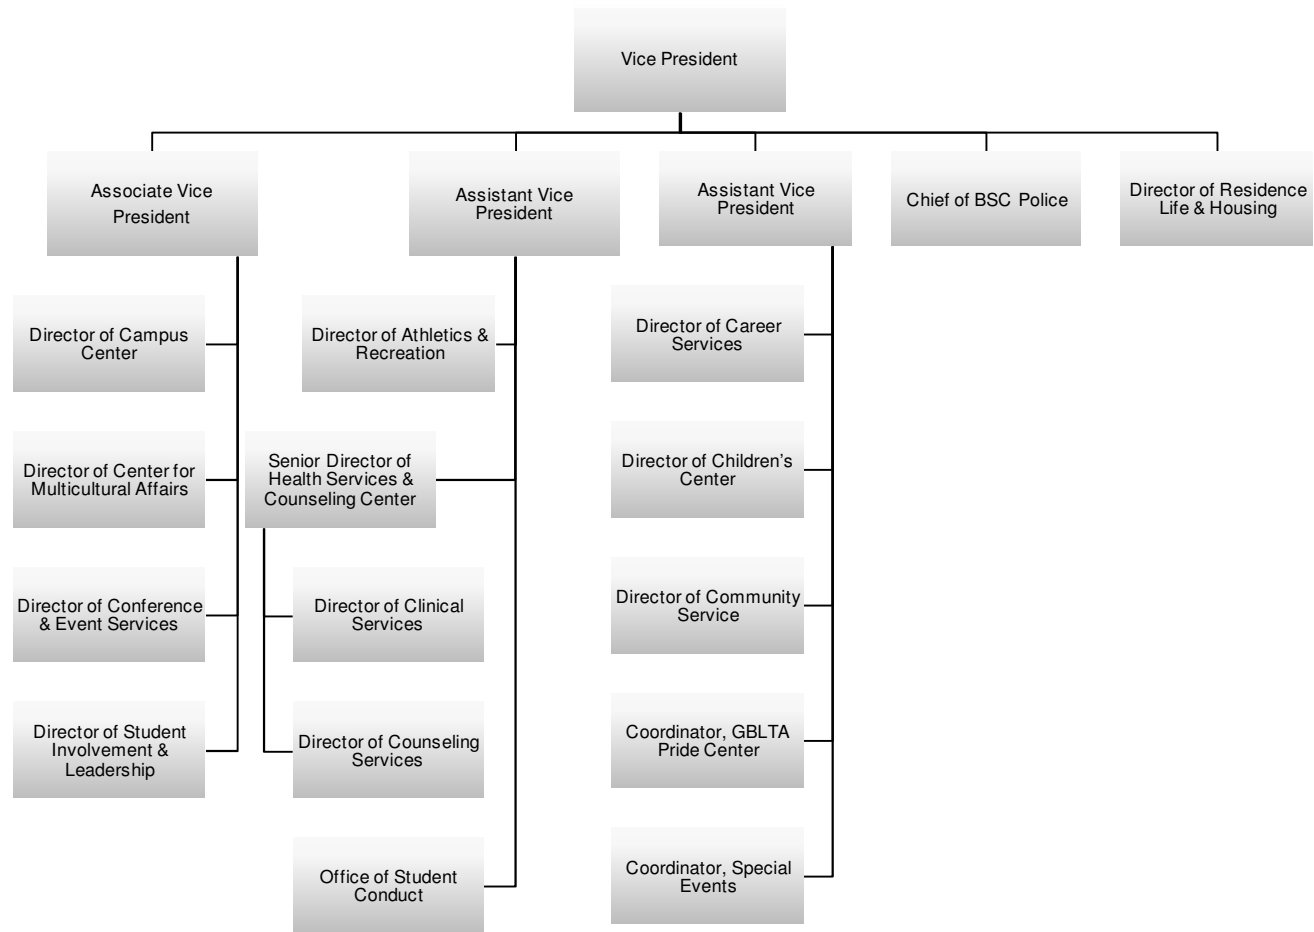 Vice President
Associate Vice
President
Assistant Vice
President
Assistant Vice
President
Chief of BSC Police
Director of Residence
Life & Housing
Director of Campus
Center
Director of Center for
Multicultural Affairs
Director of Conference
& Event Services
Director of Student
Involvement &
Leadership
Director of Athletics &
Recreation
Senior Director of
Health Services &
Counseling Center
Director of Clinical
Services
Director of Counseling
Services
Office of Student
Conduct
Director of Career
Services
Director of Children’s
Center
Director of Community
Service
Coordinator, GBLTA
Pride Center
Coordinator, Special
Events